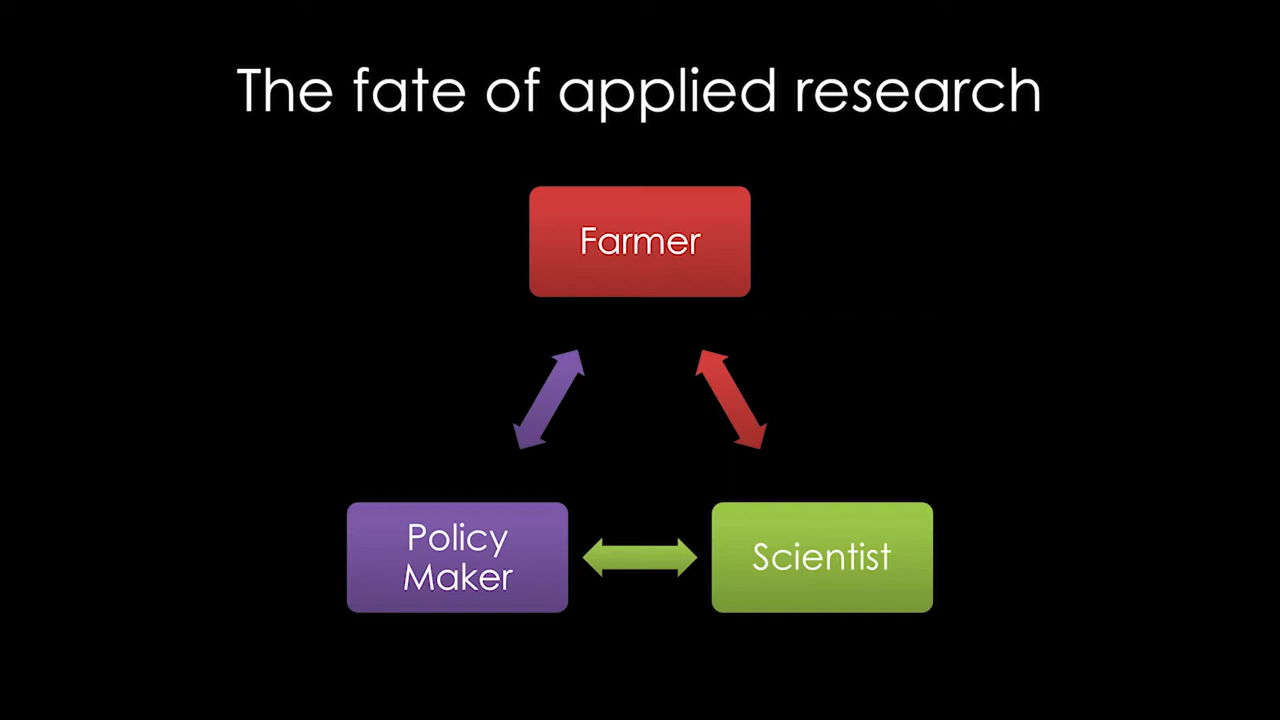 The fate of applied research
Farmer
Policy
Maker
Scientist